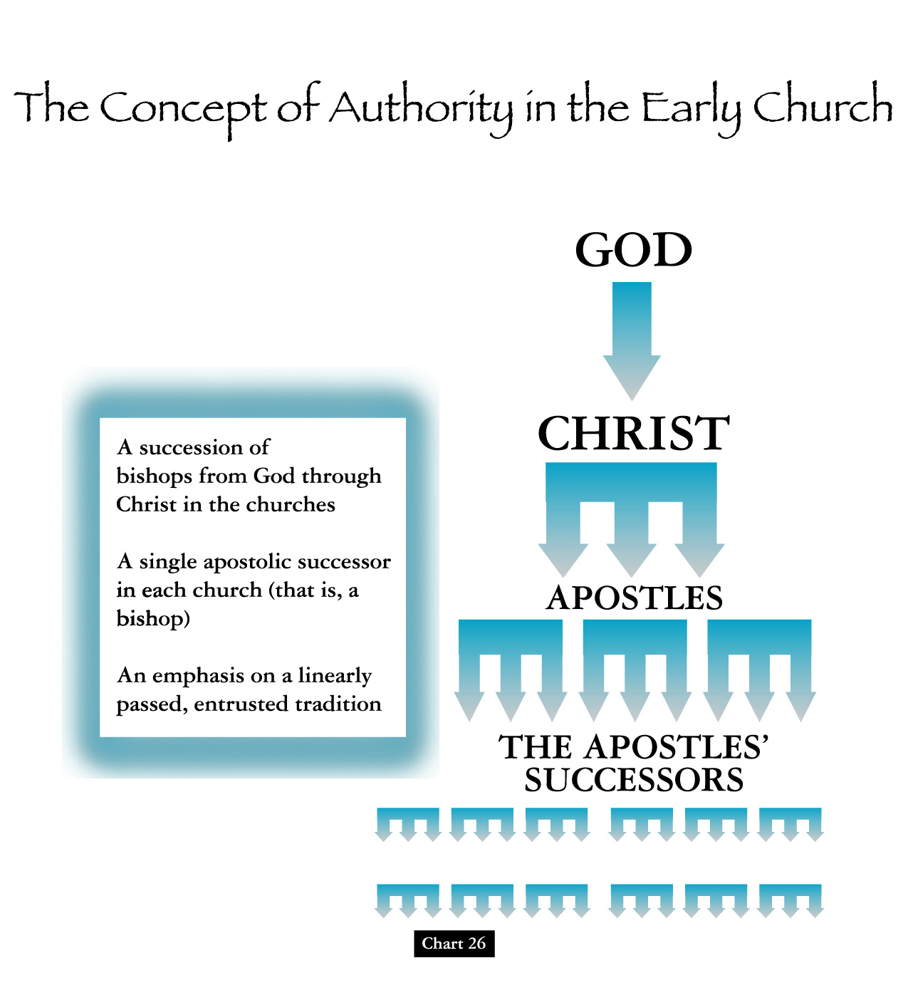 The Concept of Authority in the Early Church
GOD
CHRIST
APOSTLES
THE APOSTLES’
SUCCESSORS
A succession of
bishops from God through
Christ in the churches
A single apostolic successor
in each church (that is, a
bishop)
An emphasis on a linearly
passed, entrusted tradition
Chart 26